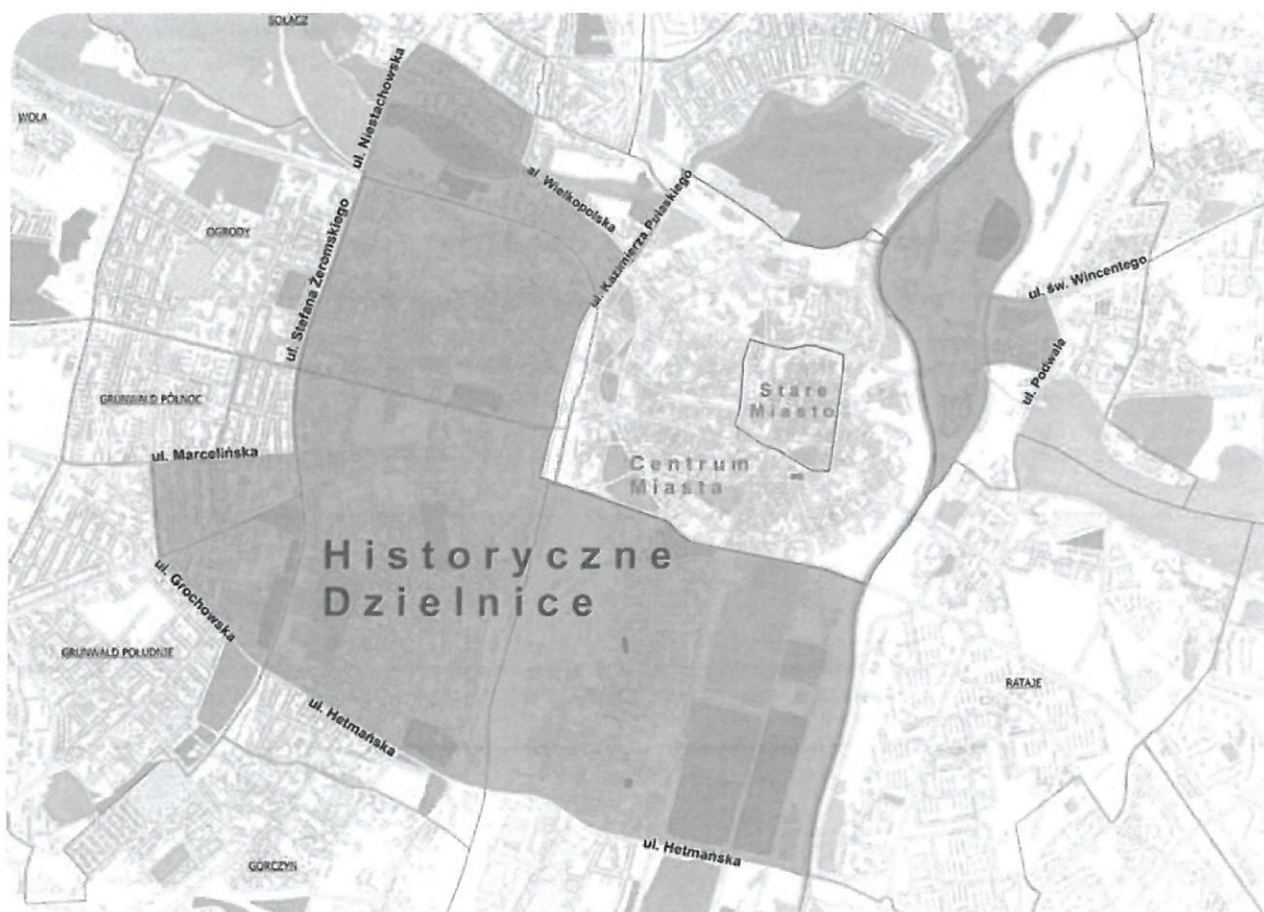 SOŁACZ
ul. Niestachowska
WOLA
al. Wielkopolska
ul. Kazimierza Pułaskiego
OGRODY
ul. Stefana Żeromskiego
ul. św. Wincentego
ul. Podwale
Stare
Miasto
GRUNWALD PÓŁNOC
ul. Marcelińska
Centrum
Miasta
Historyczne
Dzielnice
ul. Grochowska
GRUNWALD POŁUDNIE
RATAJE
ul. Hetmańska
ul. Hetmańska
GÓRCZYN